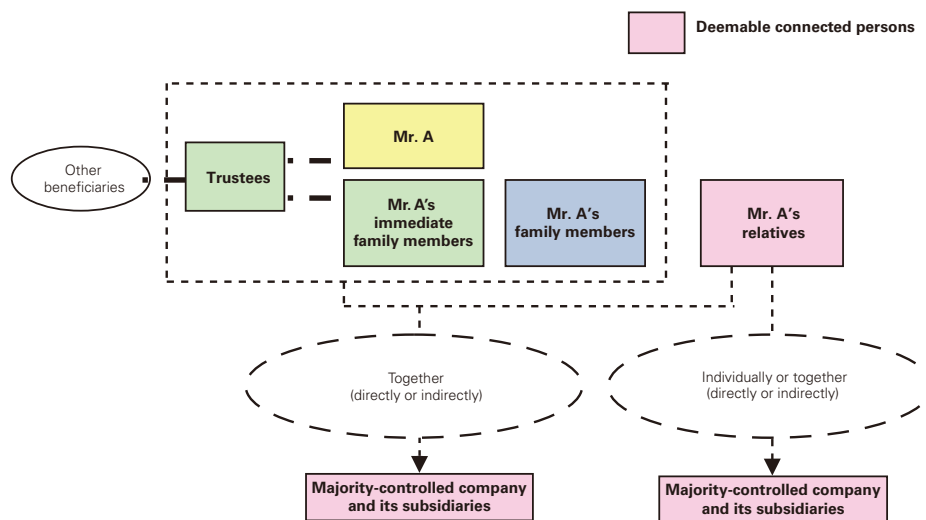 Deemable connected persons
Other
beneficiaries
Trustees
Mr. A
Mr. A's
immediate
family members
Mr. A's
family members
Mr. A's
relatives
Together
(directly or indirectly)
Individually or together
(directly or indirectly)
Majority-controlled company
and its subsidiaries
Majority-controlled company
and its subsidiaries